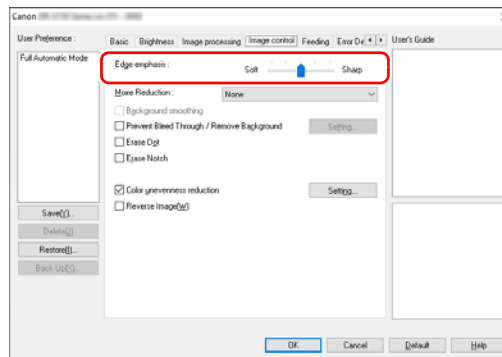 Canon
User Preference :
Full Automatic Mode
Save(V)...
Delete(J)
Restore(I)...
Back Up(K)...
Basic Brightness Image processing Image control Feeding Error De
Edge emphasis :
Soft Sharp
Moire Reduction : None
Background smoothing
Prevent Bleed Through / Remove Background Setting...
Erase Dot
Erase Notch
Color unevenness reduction Setting...
Reverse Image(W)
User's Guide
OK Cancel Default Help